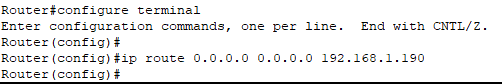 Router#configure terminal
Enter configuration commands, one per line.  End with CNTL/Z.
Router(config)#
Router(config)#ip route 0.0.0.0 0.0.0.0 192.168.1.190
Router(config)#